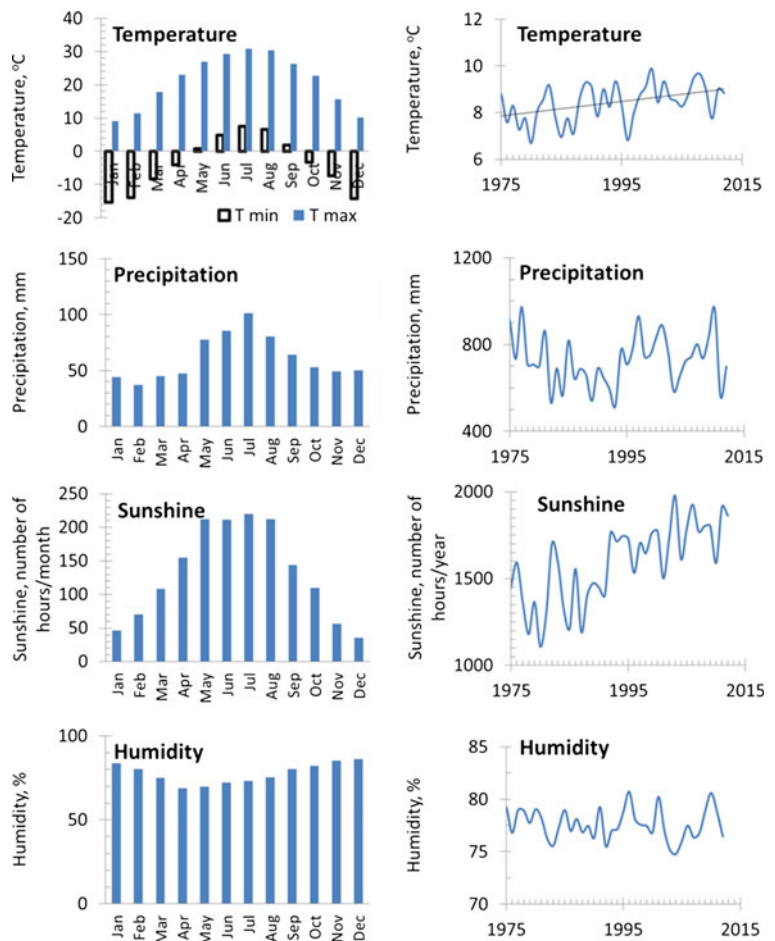 Temperature
Temperature, °C
40
30
20
10
0
-10
-20
Jan Feb Mar Apr May Jun Jul Aug Sep Oct Nov Dec
T min T max
Temperature
Temperature, °C
12
10
8
6
1975 1995 2015
Precipitation
Precipitation, mm
150
100
50
0
Jan Feb Mar Apr May Jun Jul Aug Sep Oct Nov Dec
Precipitation
Precipitation, mm
1200
800
400
1975 1995 2015
Sunshine
Sunshine, number of
hours/month
250
200
150
100
50
0
Jan Feb Mar Apr May Jun Jul Aug Sep Oct Nov Dec
Sunshine
Sunshine, number of
hours/year
2000
1500
1000
1975 1995 2015
Humidity
Humidity, %
100
50
0
Jan Feb Mar Apr May Jun Jul Aug Sep Oct Nov Dec
Humidity
Humidity, %
85
80
75
70
1975 1995 2015